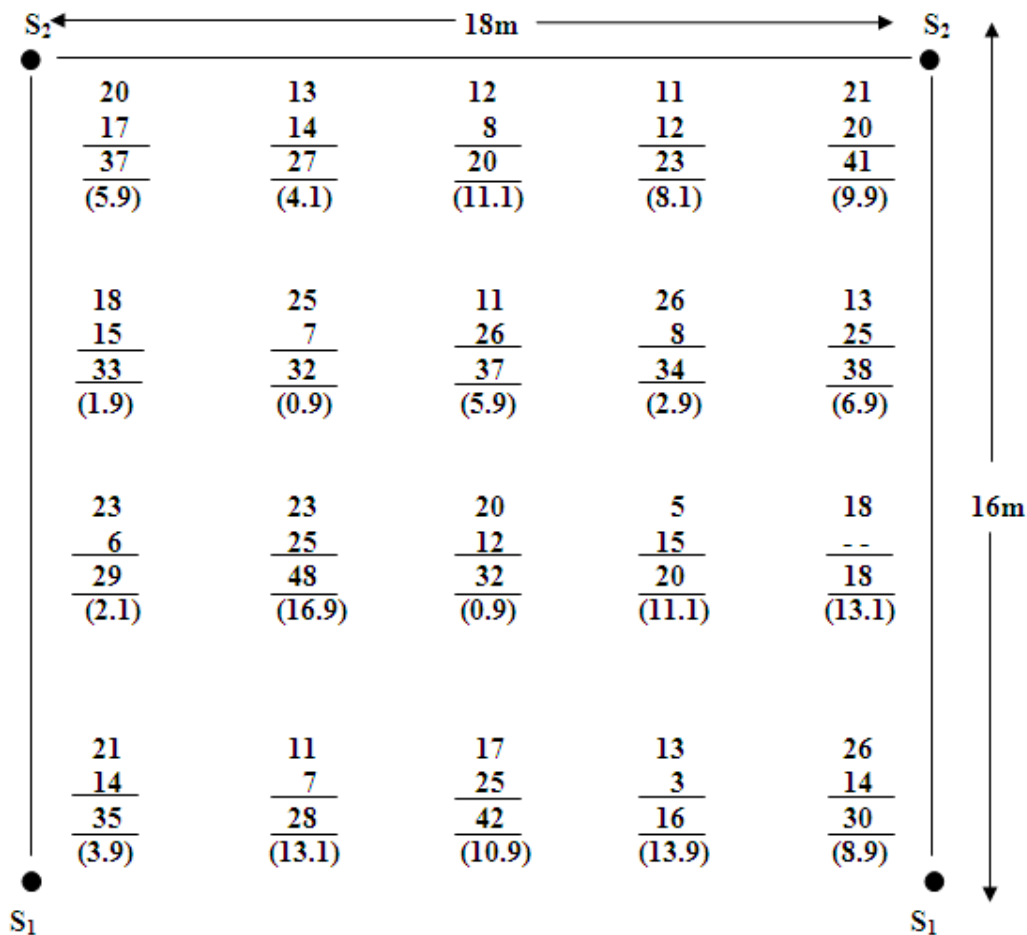 S₂ 18m S₂
20 13 12 11 21
17 14 8 12 20
37 27 20 23 41
(5.9) (4.1) (11.1) (8.1) (9.9)
18 25 11 26 13
15 7 26 8 25
33 32 37 34 38
(1.9) (0.9) (5.9) (2.9) (6.9)
23 23 20 5 18 16m
6 25 12 15 - -
29 48 32 20 18
(2.1) (16.9) (0.9) (11.1) (13.1)
21 11 17 13 26
14 7 25 3 14
35 28 42 16 30
(3.9) (13.1) (10.9) (13.9) (8.9)
S₁ S₁